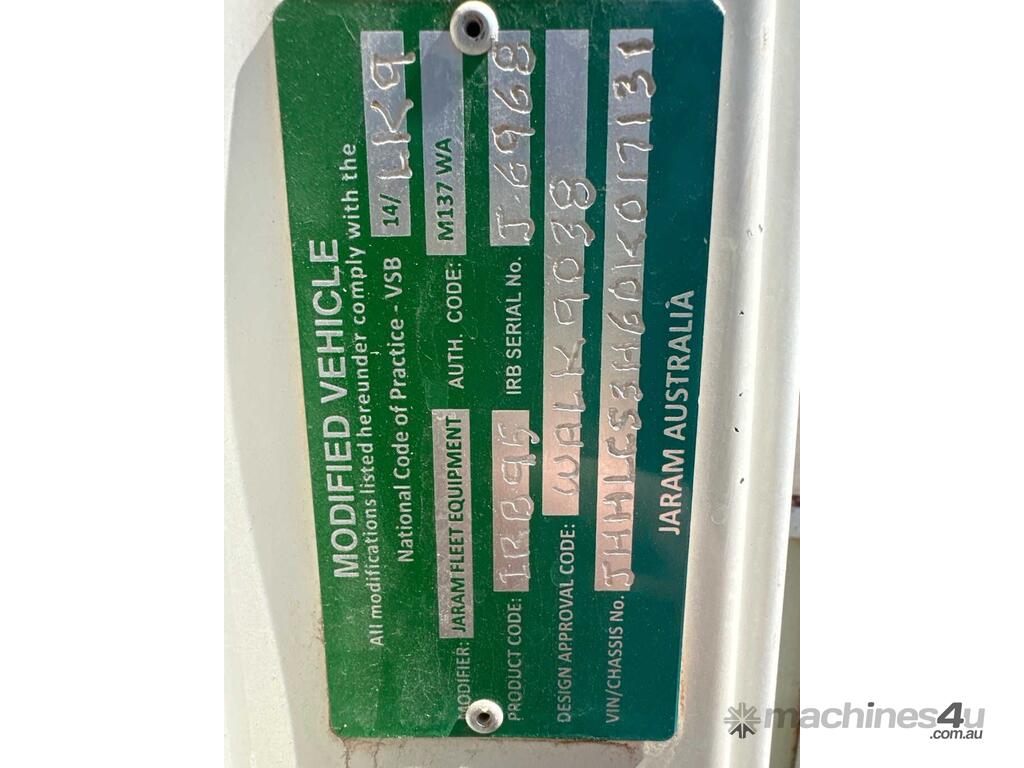 MODIFIED VEHICLE
All modifications listed hereunder comply with the
National Code of Practice - VSB 14/ LK9
MODIFIER: JARAM FLEET EQUIPMENT AUTH. CODE: M137 WA
PRODUCT CODE: IRB95 IRB SERIAL No. J 6968
DESIGN APPROVAL CODE: WALK9038
VIN/CHASSIS No. JHHLCS3H60K017131
JARAM AUSTRALIA
machines4u
.com.au